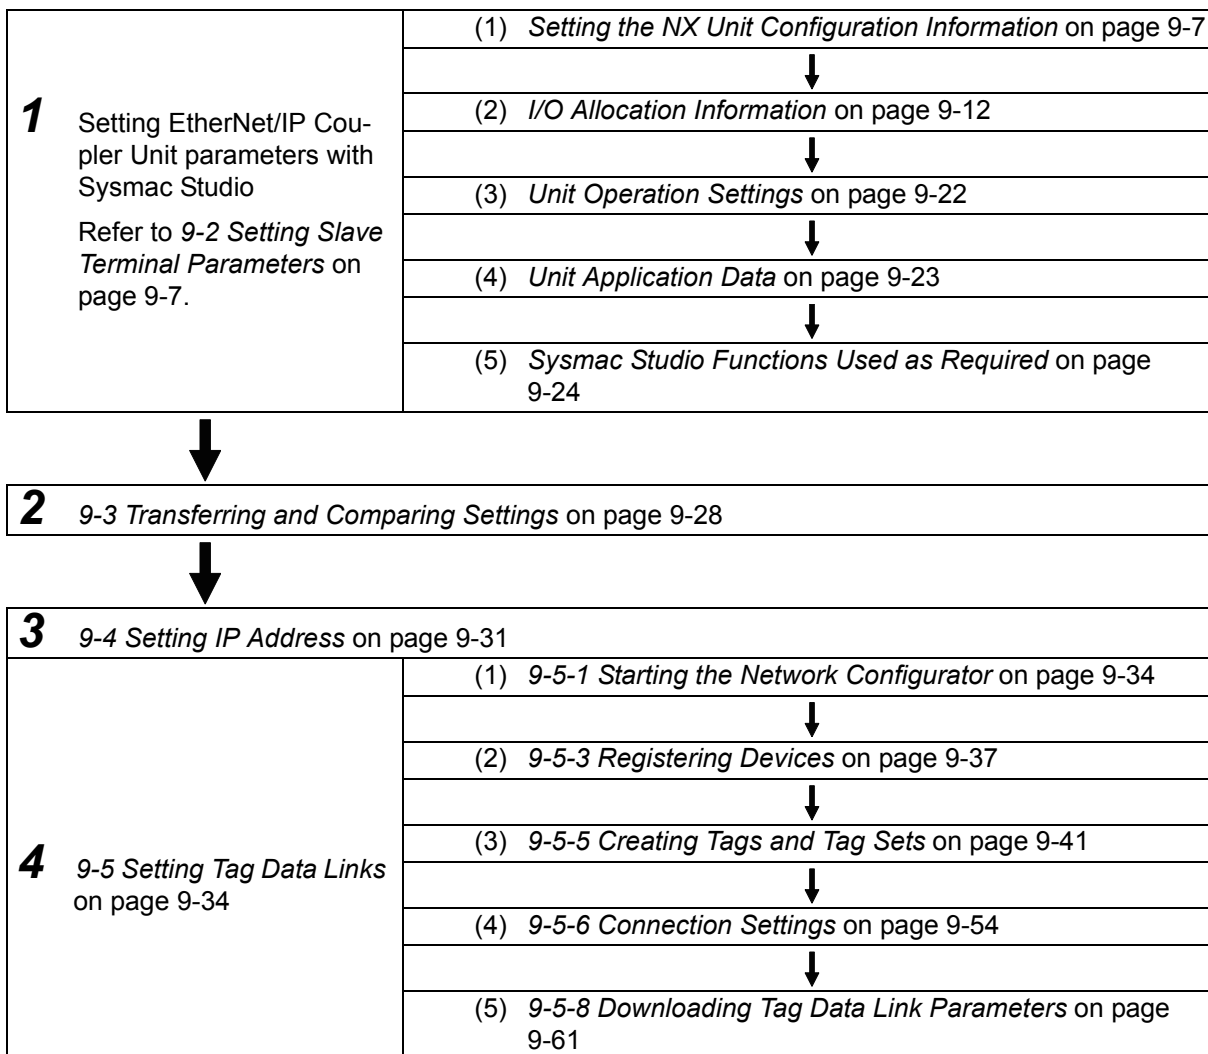 1 Setting EtherNet/IP Cou-
pler Unit parameters with
Sysmac Studio
Refer to 9-2 Setting Slave
Terminal Parameters on
page 9-7.
(1) Setting the NX Unit Configuration Information on page 9-7
(2) I/O Allocation Information on page 9-12
(3) Unit Operation Settings on page 9-22
(4) Unit Application Data on page 9-23
(5) Sysmac Studio Functions Used as Required on page
9-24
2 9-3 Transferring and Comparing Settings on page 9-28
3 9-4 Setting IP Address on page 9-31
4 9-5 Setting Tag Data Links
on page 9-34
(1) 9-5-1 Starting the Network Configurator on page 9-34
(2) 9-5-3 Registering Devices on page 9-37
(3) 9-5-5 Creating Tags and Tag Sets on page 9-41
(4) 9-5-6 Connection Settings on page 9-54
(5) 9-5-8 Downloading Tag Data Link Parameters on page
9-61